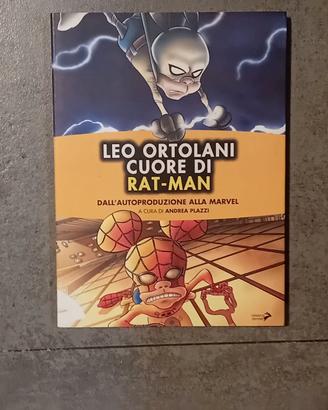 LEO ORTOLANI
CUORE DI
RAT-MAN
DALL'AUTOPRODUZIONE ALLA MARVEL
A CURA DI ANDREA PLAZZI